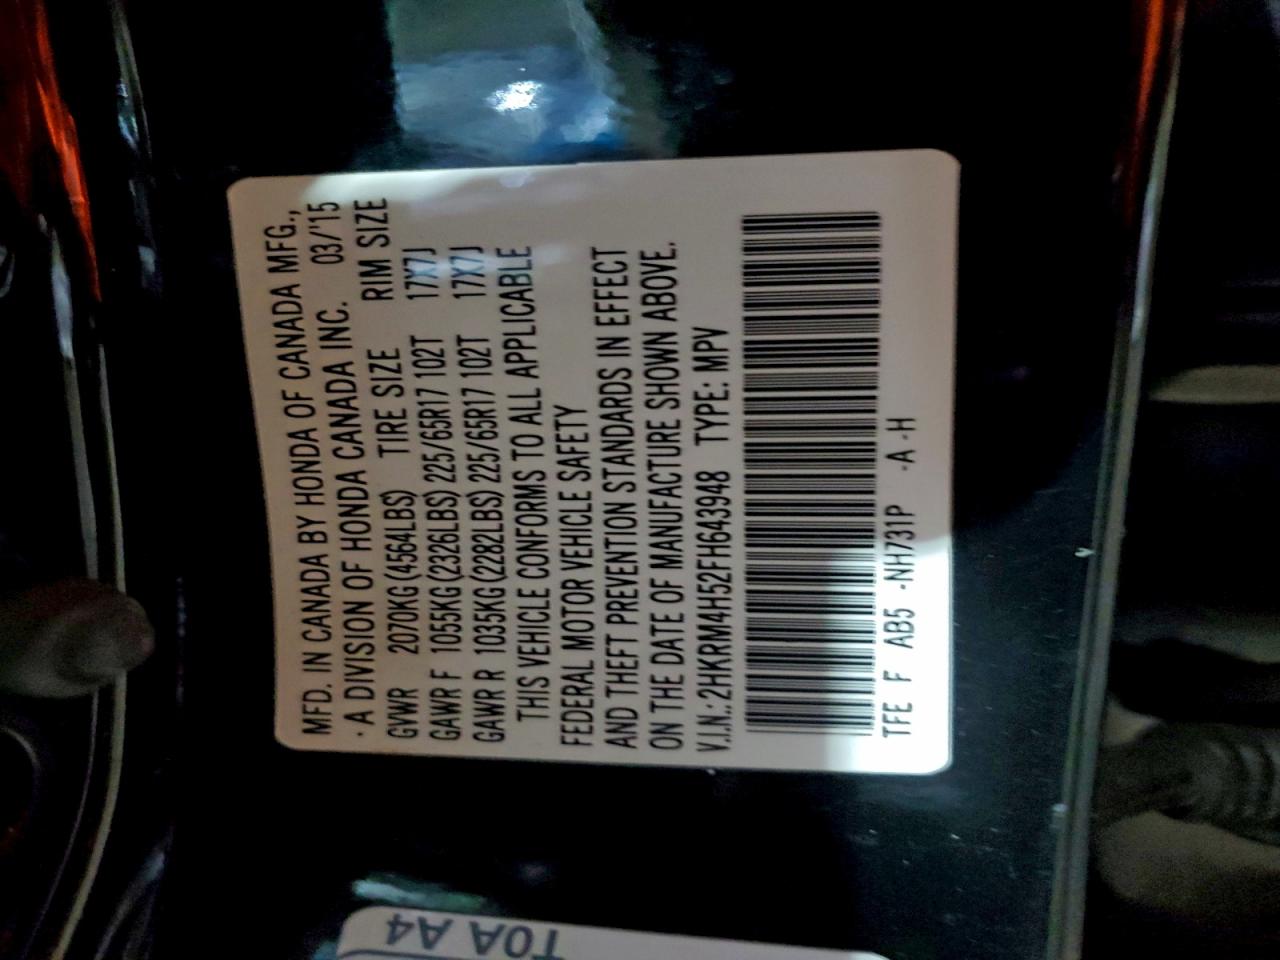 MFD. IN CANADA BY HONDA OF CANADA MFG.,
· A DIVISION OF HONDA CANADA INC. 03/'15
GVWR 2070KG(4564LBS) TIRE SIZE RIM SIZE
GAWR F 1055KG(2326LBS) 225/65R17 102T 17X7J
GAWR R 1035KG(2282LBS) 225/65R17 102T 17X7J
THIS VEHICLE CONFORMS TO ALL APPLICABLE
FEDERAL MOTOR VEHICLE SAFETY
AND THEFT PREVENTION STANDARDS IN EFFECT
ON THE DATE OF MANUFACTURE SHOWN ABOVE.
V.I.N.:2HKRM4H52FH643948 TYPE: MPV
TFE F AB5 -NH731P -A -H
T0A A4